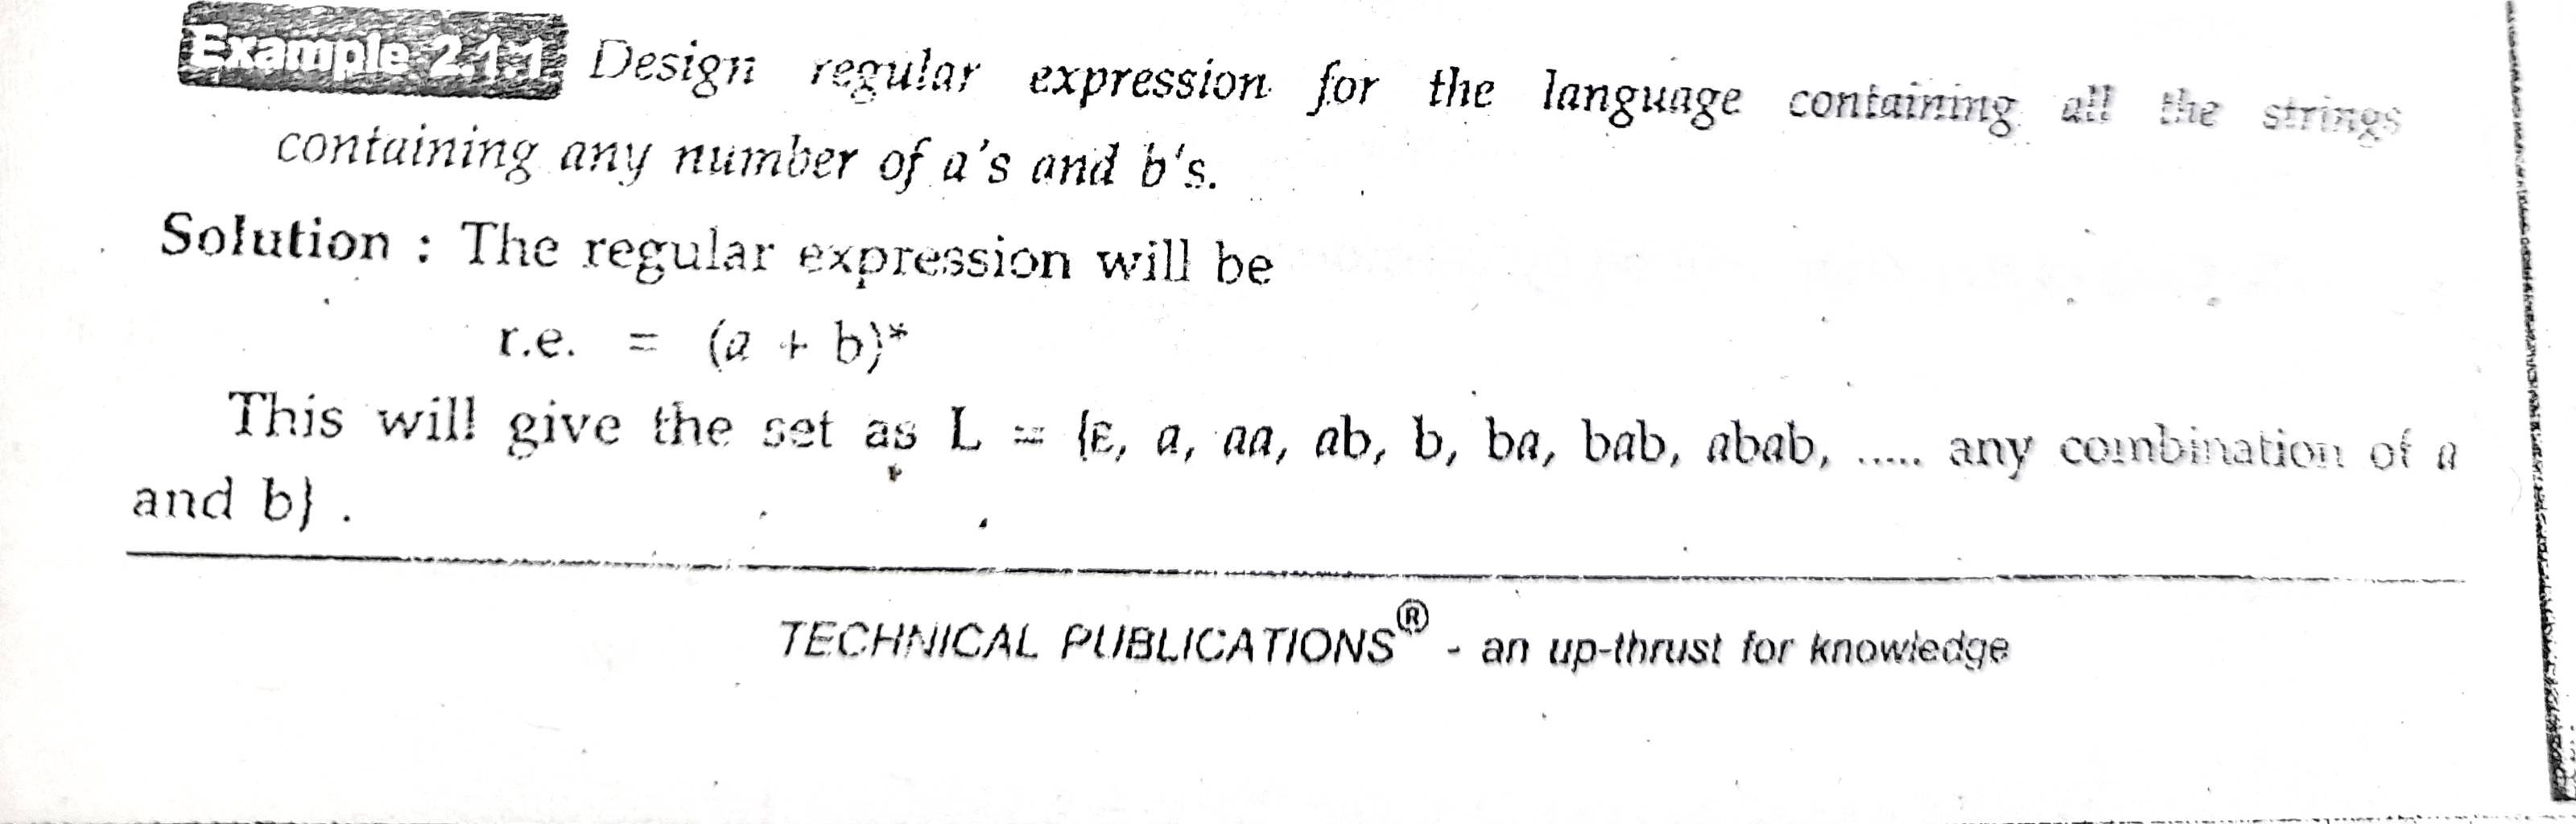 Example 2.1.1 Design regular expression for the language containing all the strings
containing any number of a's and b's.
Solution : The regular expression will be
r.e. = (a + b)*
This will give the set as L = {ε, a, aa, ab, b, ba, bab, abab, ..... any combination of a
and b} .
TECHNICAL PUBLICATIONS® - an up-thrust for knowledge